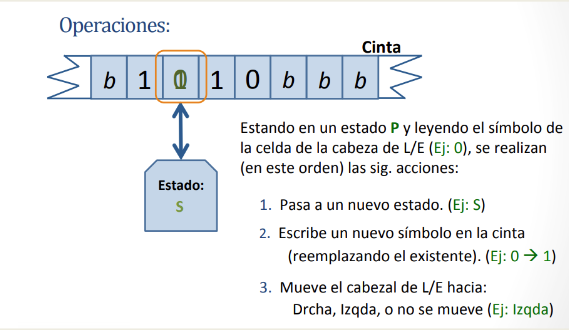 Operaciones:
Cinta
b 1 0 1 0 b b b
Estado:
S
Estando en un estado P y leyendo el símbolo de
la celda de la cabeza de L/E (Ej: 0), se realizan
(en este orden) las sig. acciones:
1. Pasa a un nuevo estado. (Ej: S)
2. Escribe un nuevo símbolo en la cinta
(reemplazando el existente). (Ej: 0 → 1)
3. Mueve el cabezal de L/E hacia:
Drcha, Izqda, o no se mueve (Ej: Izqda)